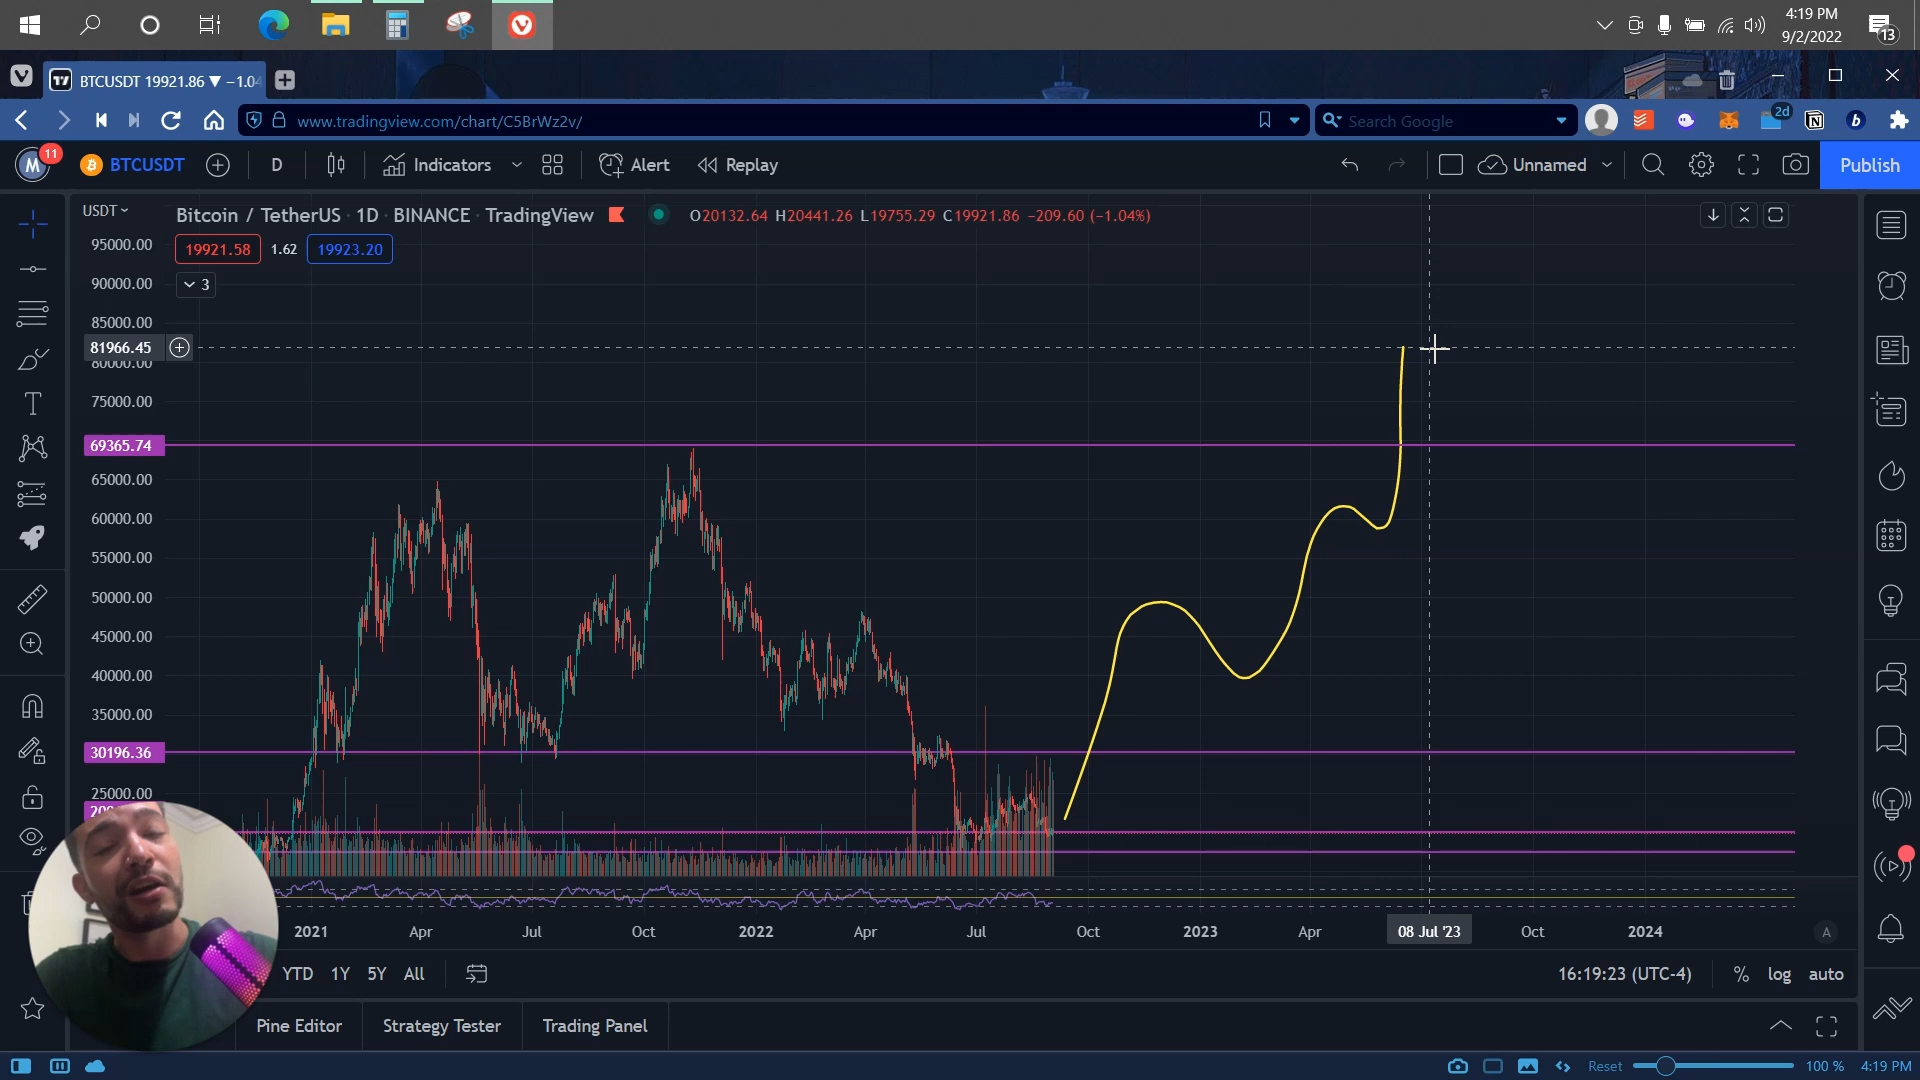 4:19 PM
9/2/2022
13
BTCUSDT 19921.86 ▼ −1.04
www.tradingview.com/chart/C5BrWz2v/
Search Google
2d
M
11
BTCUSDT
D
Indicators
Alert
Replay
Unnamed
Publish
USDT
Bitcoin / TetherUS · 1D · BINANCE · TradingView
O20132.64 H20441.26 L19755.29 C19921.86 −209.60 (−1.04%)
19921.58
1.62
19923.20
3
95000.00
90000.00
85000.00
81966.45
80000.00
75000.00
69365.74
65000.00
60000.00
55000.00
50000.00
45000.00
40000.00
35000.00
30196.36
25000.00
2021
Apr
Jul
Oct
2022
Apr
Jul
Oct
2023
Apr
08 Jul '23
Oct
2024
A
YTD
1Y
5Y
All
16:19:23 (UTC-4)
%
log
auto
Pine Editor
Strategy Tester
Trading Panel
Reset
100 %
4:19 PM